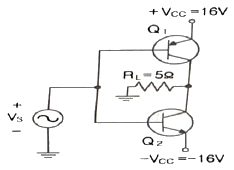 Q₁
+VCC=16V
RL=5Ω
+
VS
−
Q₂
−VCC=−16V